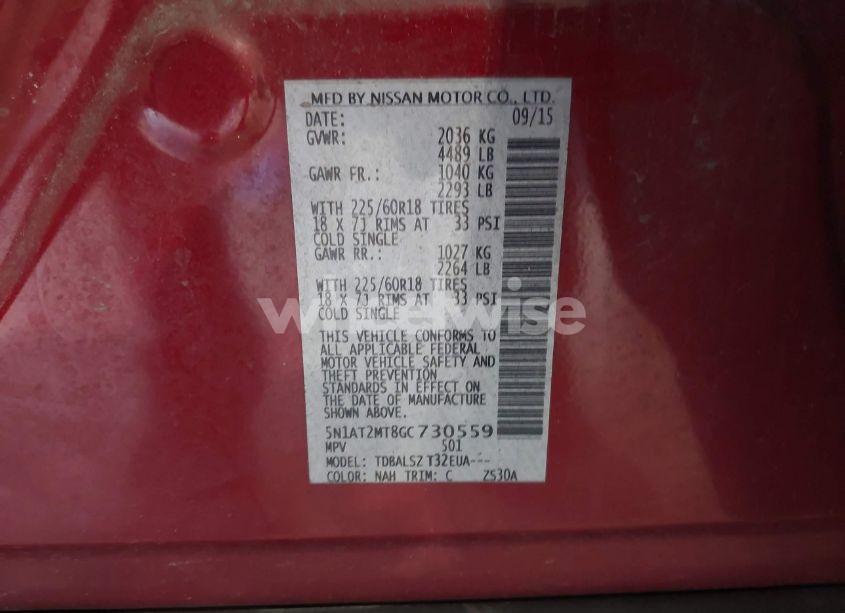 MFD BY NISSAN MOTOR CO., LTD.
DATE: 09/15
GVWR: 2036 KG
4489 LB
GAWR FR.: 1040 KG
2293 LB
WITH 225/60R18 TIRES
18 X 7J RIMS AT 33 PSI
COLD SINGLE
GAWR RR.: 1027 KG
2264 LB
WITH 225/60R18 TIRES
18 X 7J RIMS AT 33 PSI
COLD SINGLE
THIS VEHICLE CONFORMS TO
ALL APPLICABLE FEDERAL
MOTOR VEHICLE SAFETY AND
THEFT PREVENTION
STANDARDS IN EFFECT ON
THE DATE OF MANUFACTURE
SHOWN ABOVE.
5N1AT2MT8GC730559
MPV S01
MODEL: TDBALSZ T32EUA---
COLOR: NAH TRIM: C ZS30A